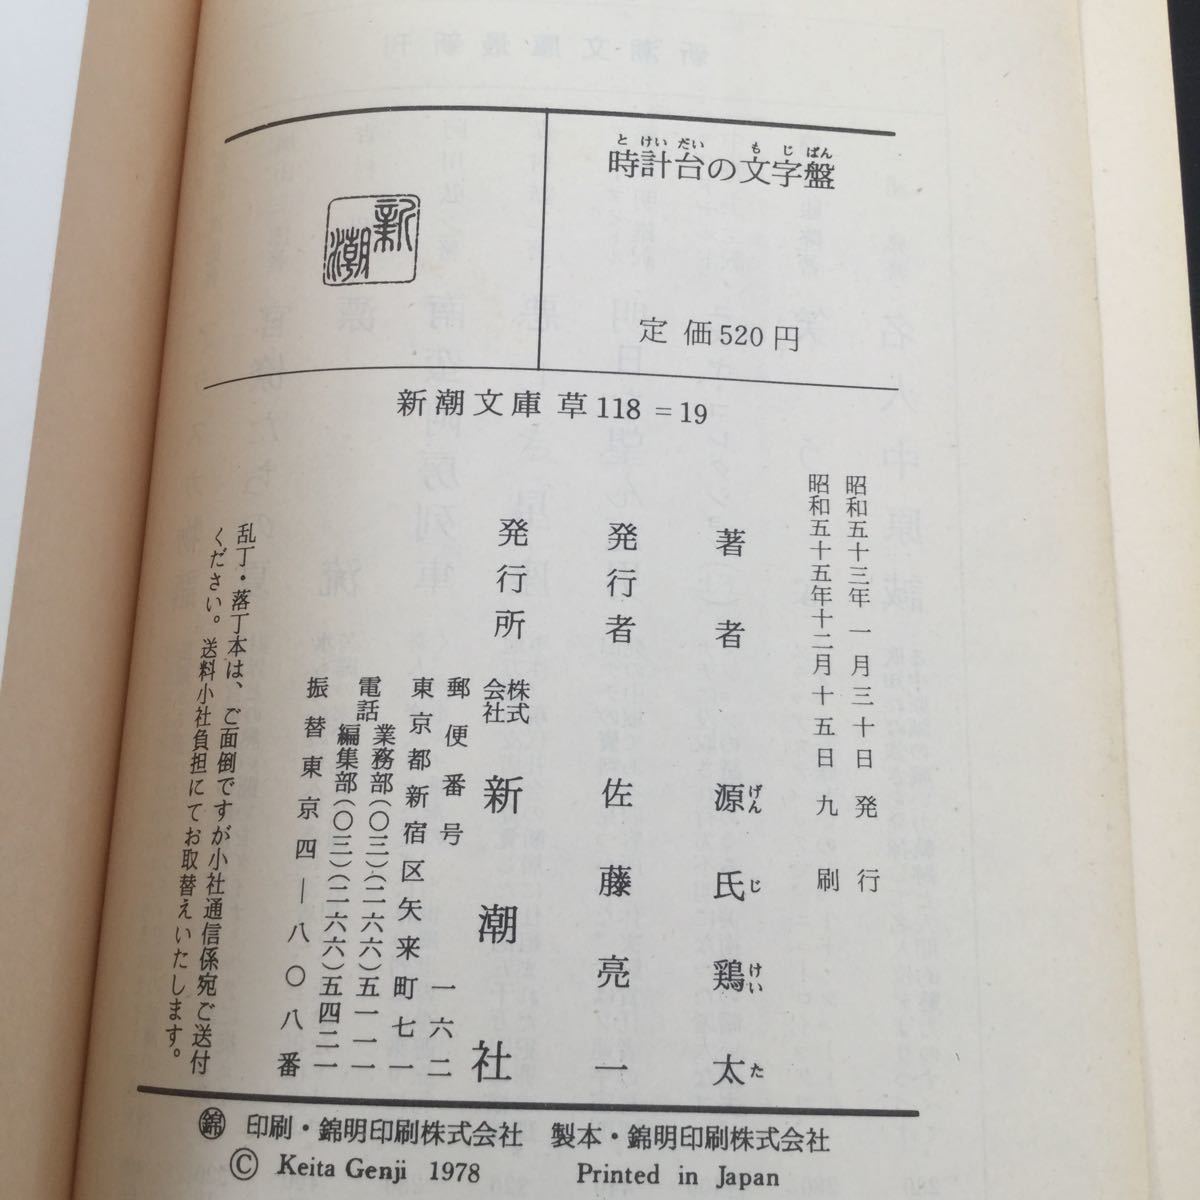 時計台の文字盤
と けい だい も じ ばん
新潮
定価520円
新潮文庫 草118=19
昭和五十三年一月三十日発行
昭和五十五年十二月十五日九刷
著者 源氏鶏太
げん じ けい た
発行者 佐藤亮一
発行所 株式会社 新潮社
郵便番号 一六二
東京都新宿区矢来町七一
電話 業務部(〇三)(二六六)五一一一
編集部(〇三)(二六六)五四二一
振替東京四―八〇八番
乱丁・落丁本は、ご面倒ですが小社通信係宛ご送付
ください。送料小社負担にてお取替えいたします。
錦 印刷・錦明印刷株式会社 製本・錦明印刷株式会社
© Keita Genji 1978 Printed in Japan